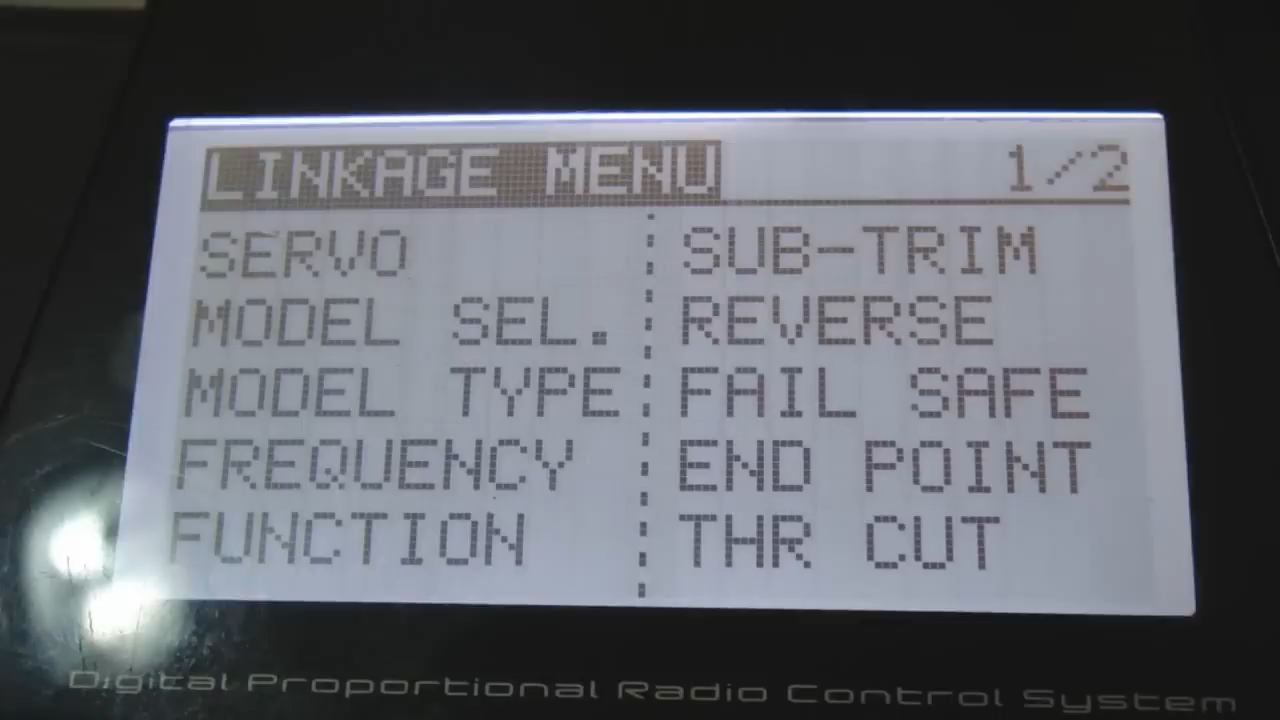 LINKAGE MENU 1/2
SERVO
MODEL SEL.
MODEL TYPE
FREQUENCY
FUNCTION
SUB-TRIM
REVERSE
FAIL SAFE
END POINT
THR CUT
Digital Proportional Radio Control System